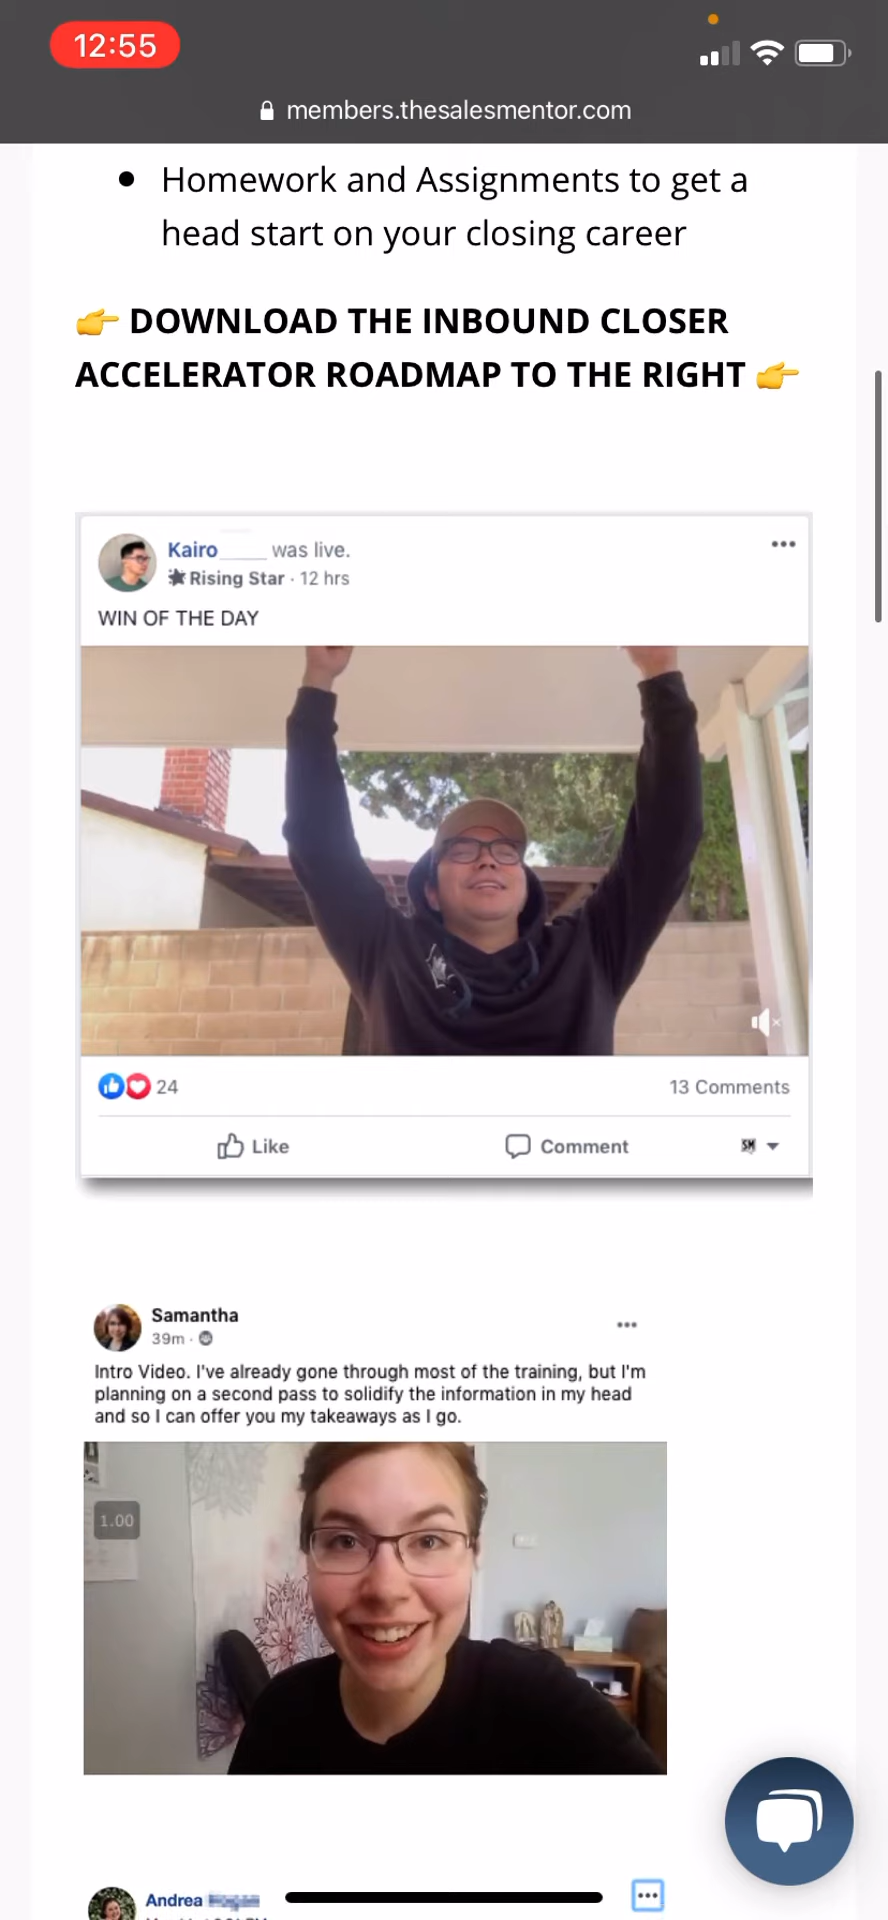 12:55
members.thesalesmentor.com
• Homework and Assignments to get a
head start on your closing career
👉 DOWNLOAD THE INBOUND CLOSER
ACCELERATOR ROADMAP TO THE RIGHT 👉
Kairo____ was live.
Rising Star · 12 hrs
WIN OF THE DAY
24
13 Comments
Like
Comment
SM
Samantha
39m ·
Intro Video. I've already gone through most of the training, but I'm
planning on a second pass to solidify the information in my head
and so I can offer you my takeaways as I go.
1.00
Andrea